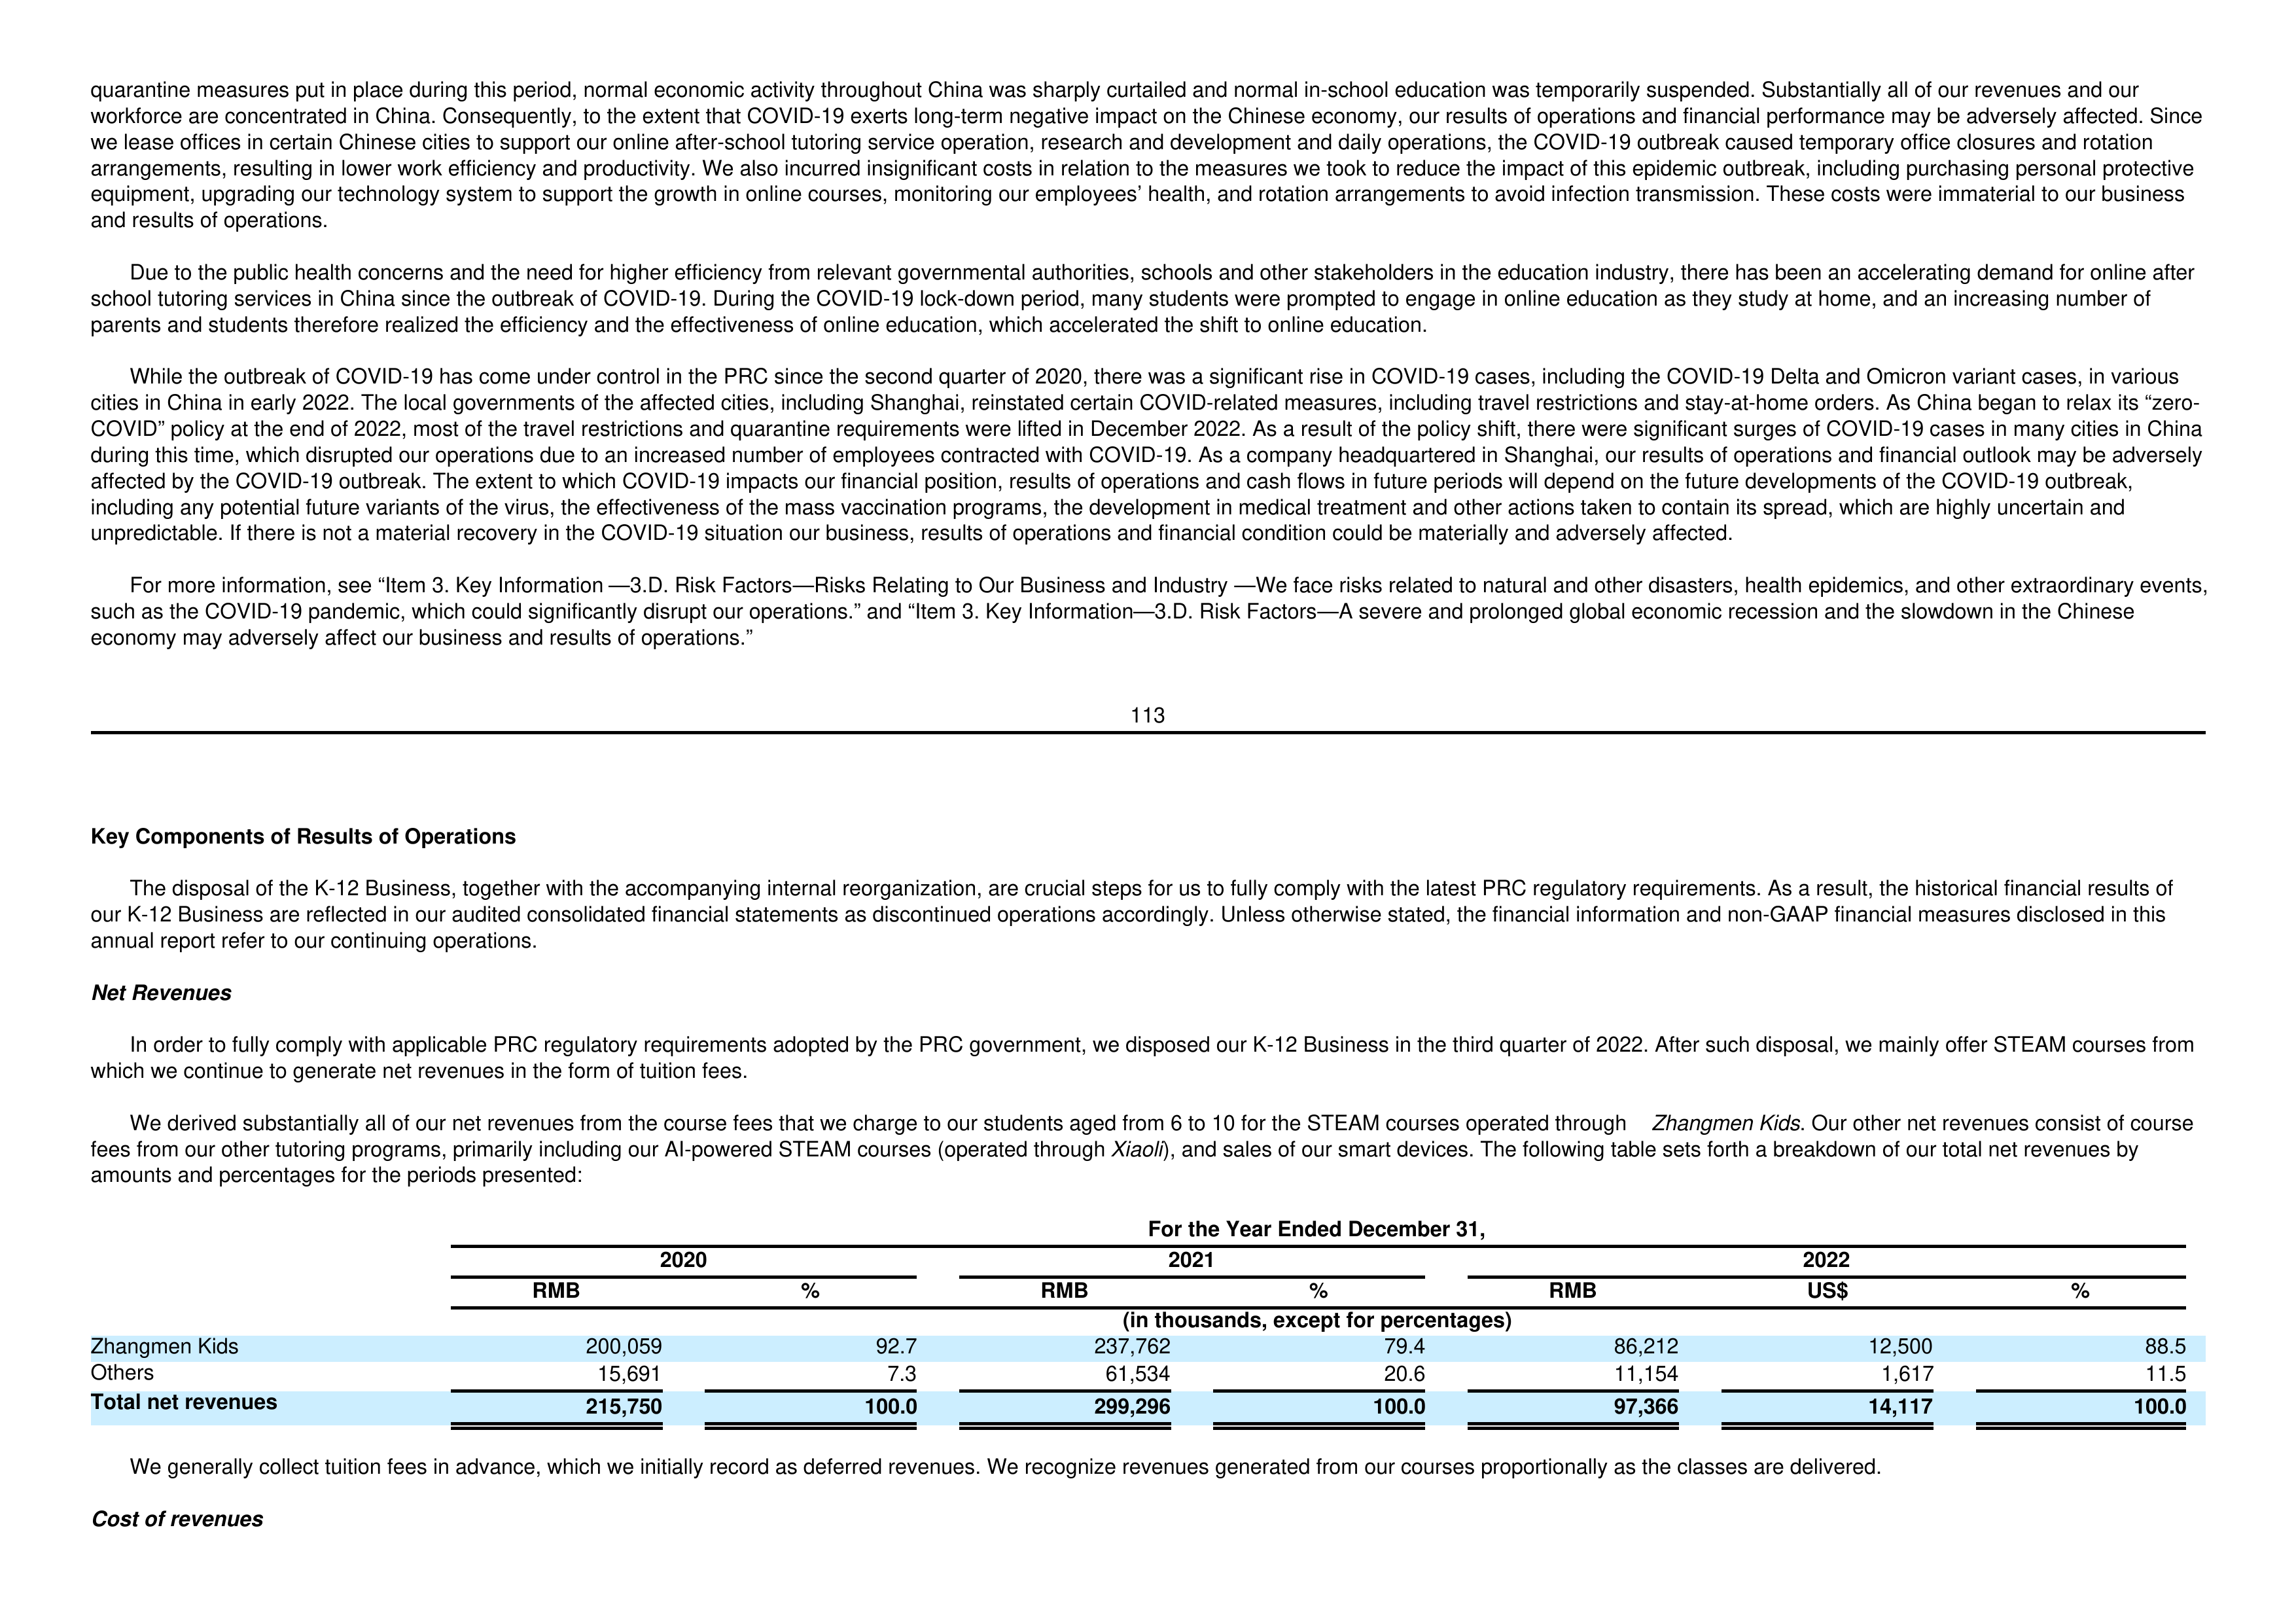 quarantine measures put in place during this period, normal economic activity throughout China was sharply curtailed and normal in-school education was temporarily suspended. Substantially all of our revenues and our
workforce are concentrated in China. Consequently, to the extent that COVID-19 exerts long-term negative impact on the Chinese economy, our results of operations and financial performance may be adversely affected. Since
we lease offices in certain Chinese cities to support our online after-school tutoring service operation, research and development and daily operations, the COVID-19 outbreak caused temporary office closures and rotation
arrangements, resulting in lower work efficiency and productivity. We also incurred insignificant costs in relation to the measures we took to reduce the impact of this epidemic outbreak, including purchasing personal protective
equipment, upgrading our technology system to support the growth in online courses, monitoring our employees’ health, and rotation arrangements to avoid infection transmission. These costs were immaterial to our business
and results of operations.
Due to the public health concerns and the need for higher efficiency from relevant governmental authorities, schools and other stakeholders in the education industry, there has been an accelerating demand for online after
school tutoring services in China since the outbreak of COVID-19. During the COVID-19 lock-down period, many students were prompted to engage in online education as they study at home, and an increasing number of
parents and students therefore realized the efficiency and the effectiveness of online education, which accelerated the shift to online education.
While the outbreak of COVID-19 has come under control in the PRC since the second quarter of 2020, there was a significant rise in COVID-19 cases, including the COVID-19 Delta and Omicron variant cases, in various
cities in China in early 2022. The local governments of the affected cities, including Shanghai, reinstated certain COVID-related measures, including travel restrictions and stay-at-home orders. As China began to relax its “zero-
COVID” policy at the end of 2022, most of the travel restrictions and quarantine requirements were lifted in December 2022. As a result of the policy shift, there were significant surges of COVID-19 cases in many cities in China
during this time, which disrupted our operations due to an increased number of employees contracted with COVID-19. As a company headquartered in Shanghai, our results of operations and financial outlook may be adversely
affected by the COVID-19 outbreak. The extent to which COVID-19 impacts our financial position, results of operations and cash flows in future periods will depend on the future developments of the COVID-19 outbreak,
including any potential future variants of the virus, the effectiveness of the mass vaccination programs, the development in medical treatment and other actions taken to contain its spread, which are highly uncertain and
unpredictable. If there is not a material recovery in the COVID-19 situation our business, results of operations and financial condition could be materially and adversely affected.
For more information, see “Item 3. Key Information —3.D. Risk Factors—Risks Relating to Our Business and Industry —We face risks related to natural and other disasters, health epidemics, and other extraordinary events,
such as the COVID-19 pandemic, which could significantly disrupt our operations.” and “Item 3. Key Information—3.D. Risk Factors—A severe and prolonged global economic recession and the slowdown in the Chinese
economy may adversely affect our business and results of operations.”
113
Key Components of Results of Operations
The disposal of the K-12 Business, together with the accompanying internal reorganization, are crucial steps for us to fully comply with the latest PRC regulatory requirements. As a result, the historical financial results of
our K-12 Business are reflected in our audited consolidated financial statements as discontinued operations accordingly. Unless otherwise stated, the financial information and non-GAAP financial measures disclosed in this
annual report refer to our continuing operations.
Net Revenues
In order to fully comply with applicable PRC regulatory requirements adopted by the PRC government, we disposed our K-12 Business in the third quarter of 2022. After such disposal, we mainly offer STEAM courses from
which we continue to generate net revenues in the form of tuition fees.
We derived substantially all of our net revenues from the course fees that we charge to our students aged from 6 to 10 for the STEAM courses operated through Zhangmen Kids. Our other net revenues consist of course
fees from our other tutoring programs, primarily including our AI-powered STEAM courses (operated through Xiaoli), and sales of our smart devices. The following table sets forth a breakdown of our total net revenues by
amounts and percentages for the periods presented:
For the Year Ended December 31,
2020 2021 2022
RMB % RMB % RMB US$ %
(in thousands, except for percentages)
Zhangmen Kids 200,059 92.7 237,762 79.4 86,212 12,500 88.5
Others 15,691 7.3 61,534 20.6 11,154 1,617 11.5
Total net revenues 215,750 100.0 299,296 100.0 97,366 14,117 100.0
We generally collect tuition fees in advance, which we initially record as deferred revenues. We recognize revenues generated from our courses proportionally as the classes are delivered.
Cost of revenues